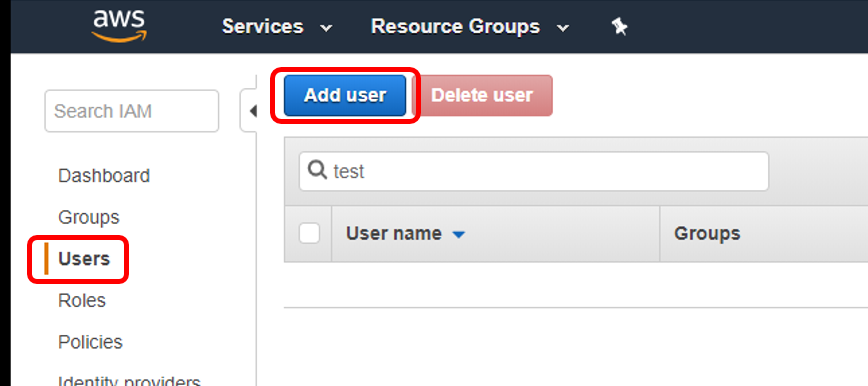 aws Services Resource Groups
Search IAM
Add user Delete user
test
Dashboard
Groups
Users
Roles
Policies
Identity providers
User name Groups